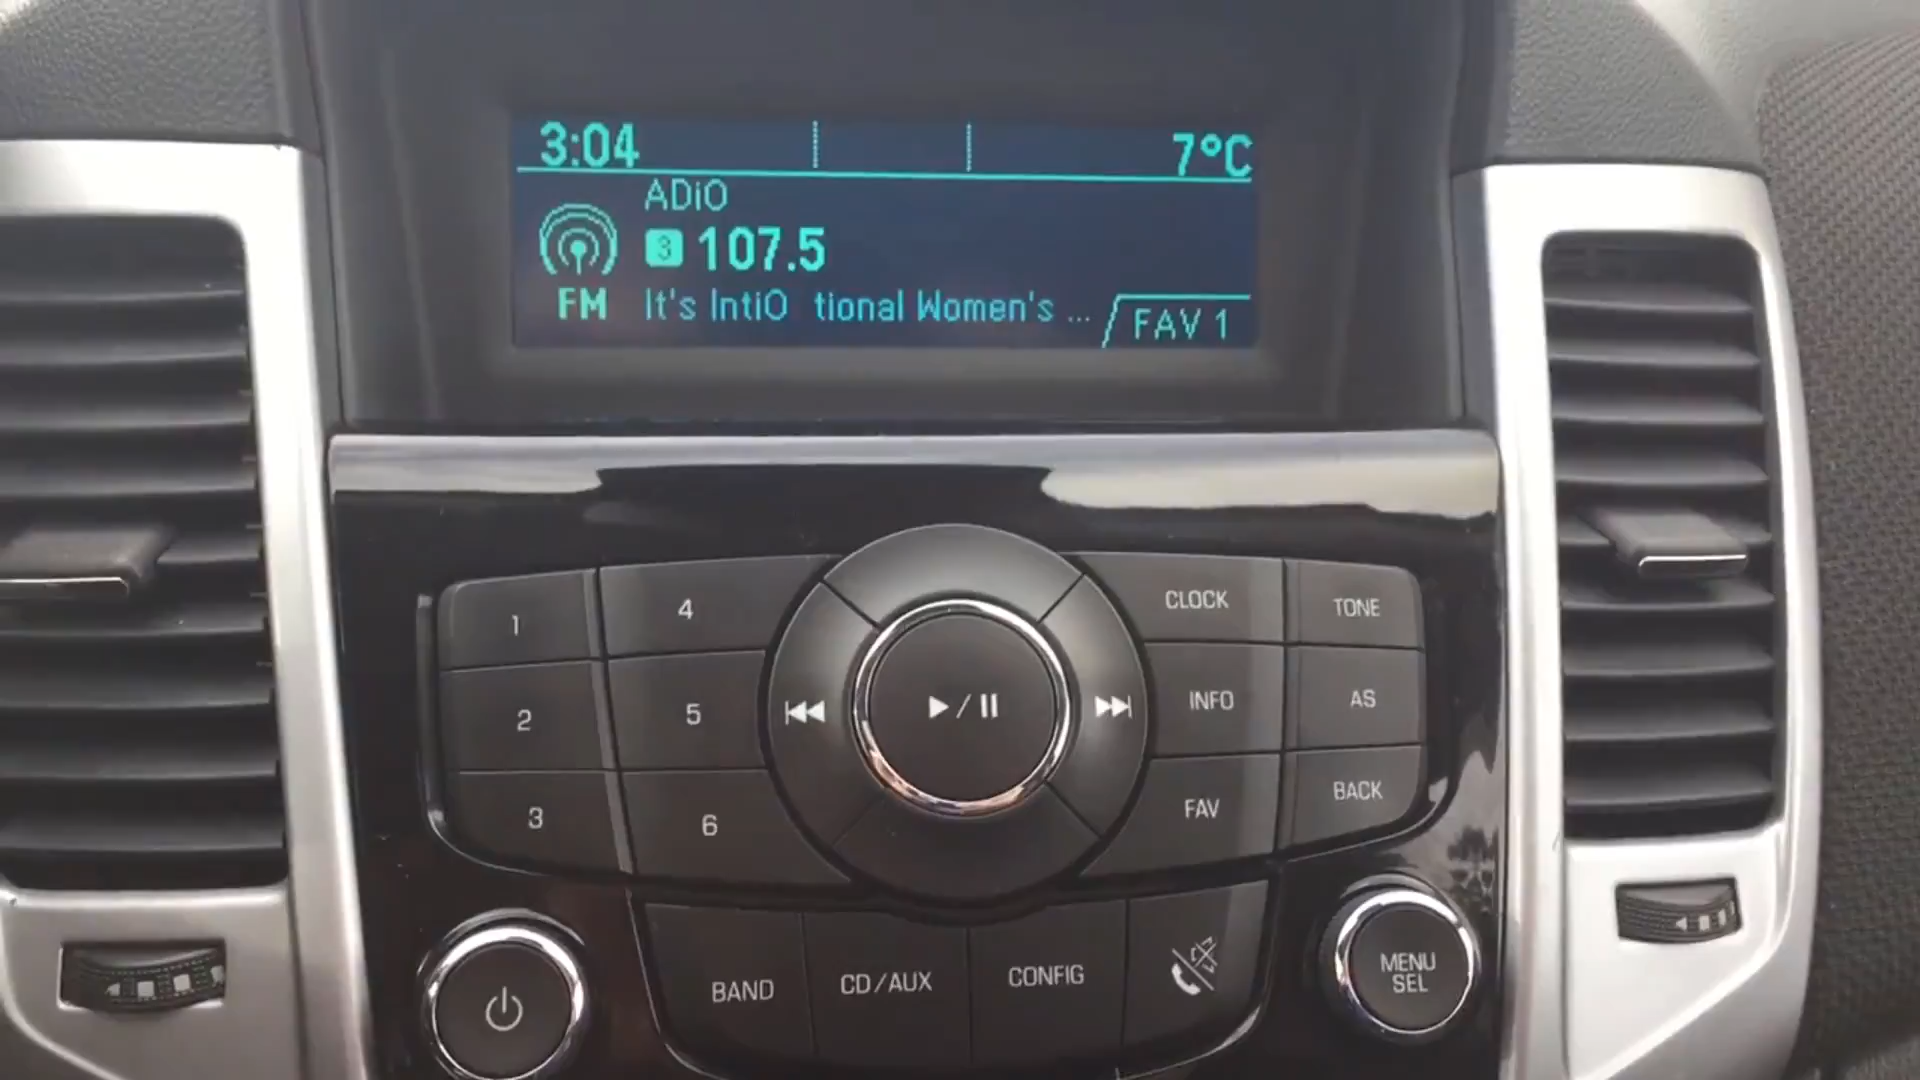 3:04
7°C
ADiO
3 107.5
FM
It's IntiO tional Women's ...
FAV 1
1
4
CLOCK
TONE
2
5
INFO
AS
3
6
FAV
BACK
BAND
CD/AUX
CONFIG
MENU
SEL